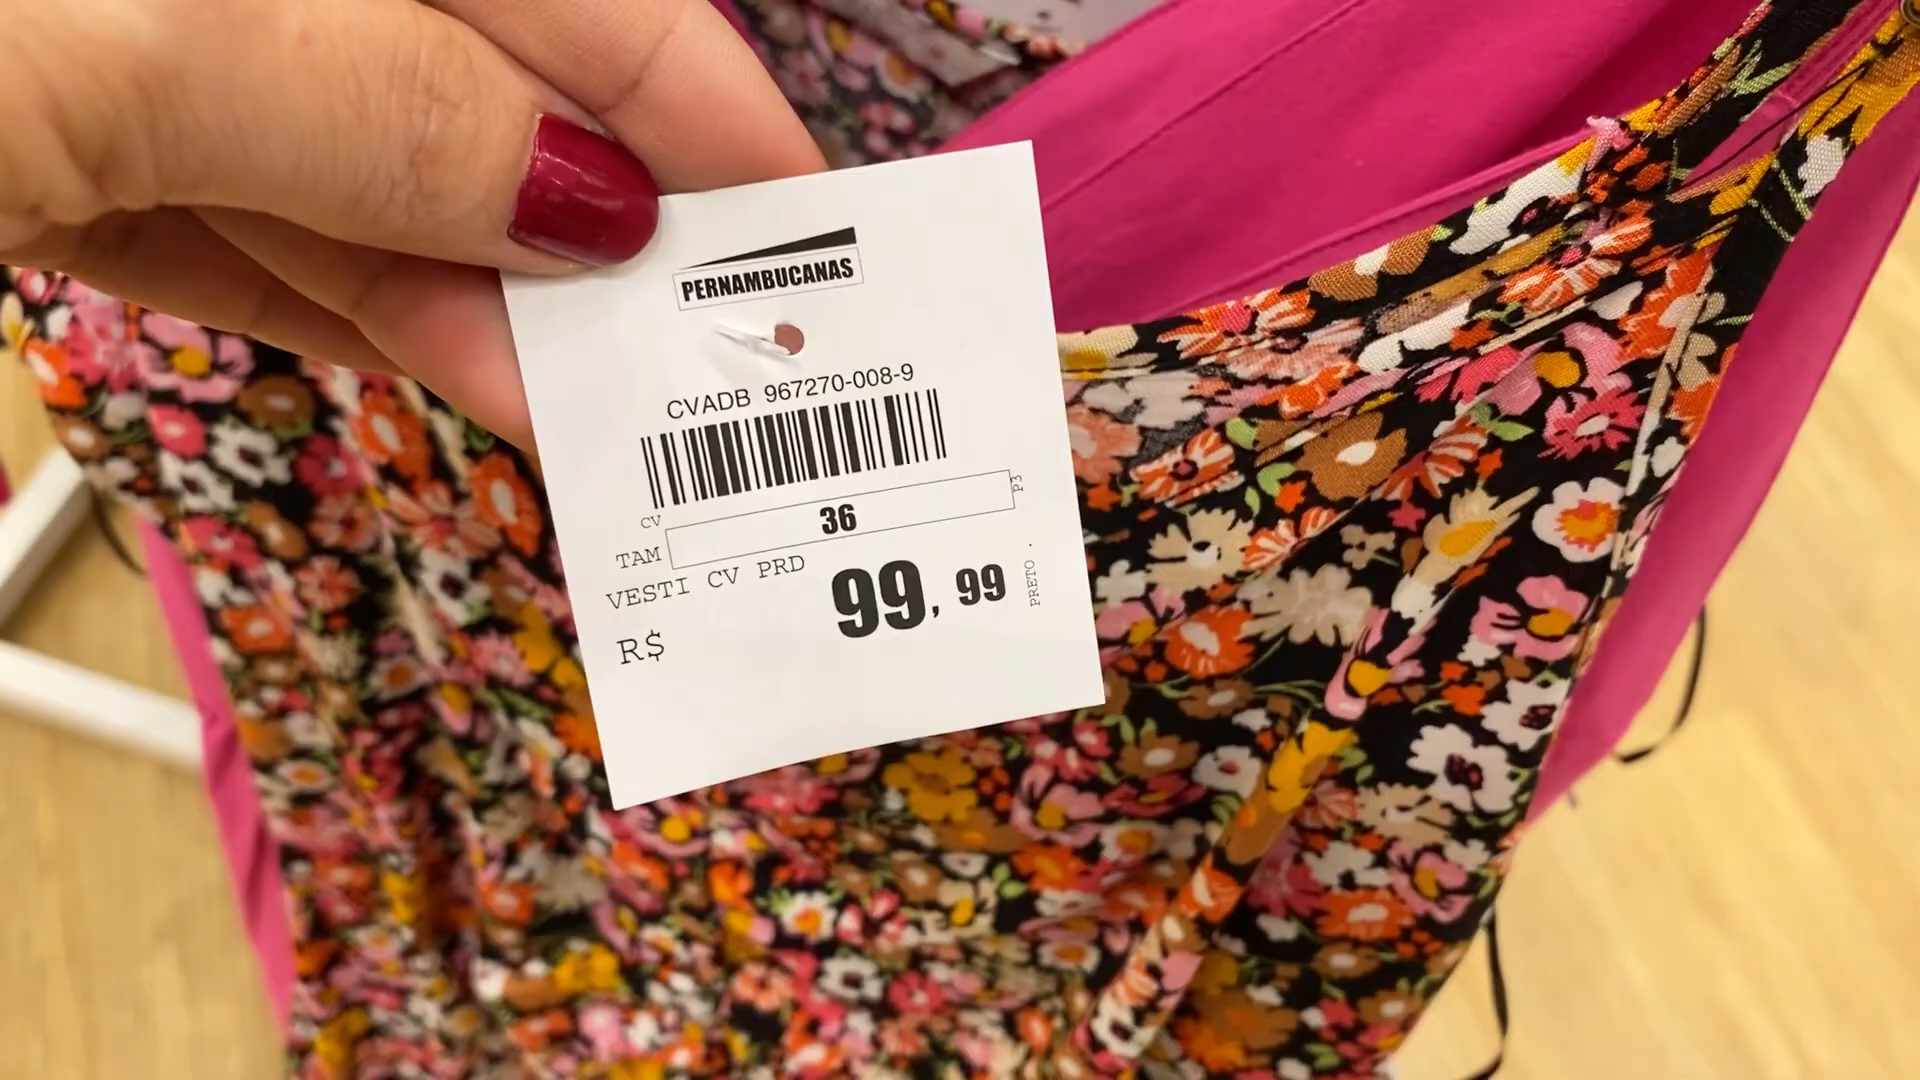 PERNAMBUCANAS
CVADB 967270-008-9
CV
P3
TAM 36
VESTI CV PRD
R$ 99,99
PRETO .